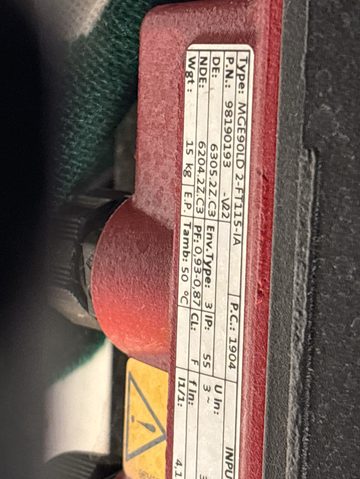 Type: MGE90LD 2-FT115-IA
P.N.: 98190193 -V22 P.C.: 1904 INPU
DE: 6305.2Z.C3 Env.Type: 3 IP: 55 U in: 3 ~
NDE: 6204.2Z.C3 PF: 0.93-0.87 CL: F f in:
Wgt: 15 kg E.P. Tamb: 50 °C I1/1: 4.1